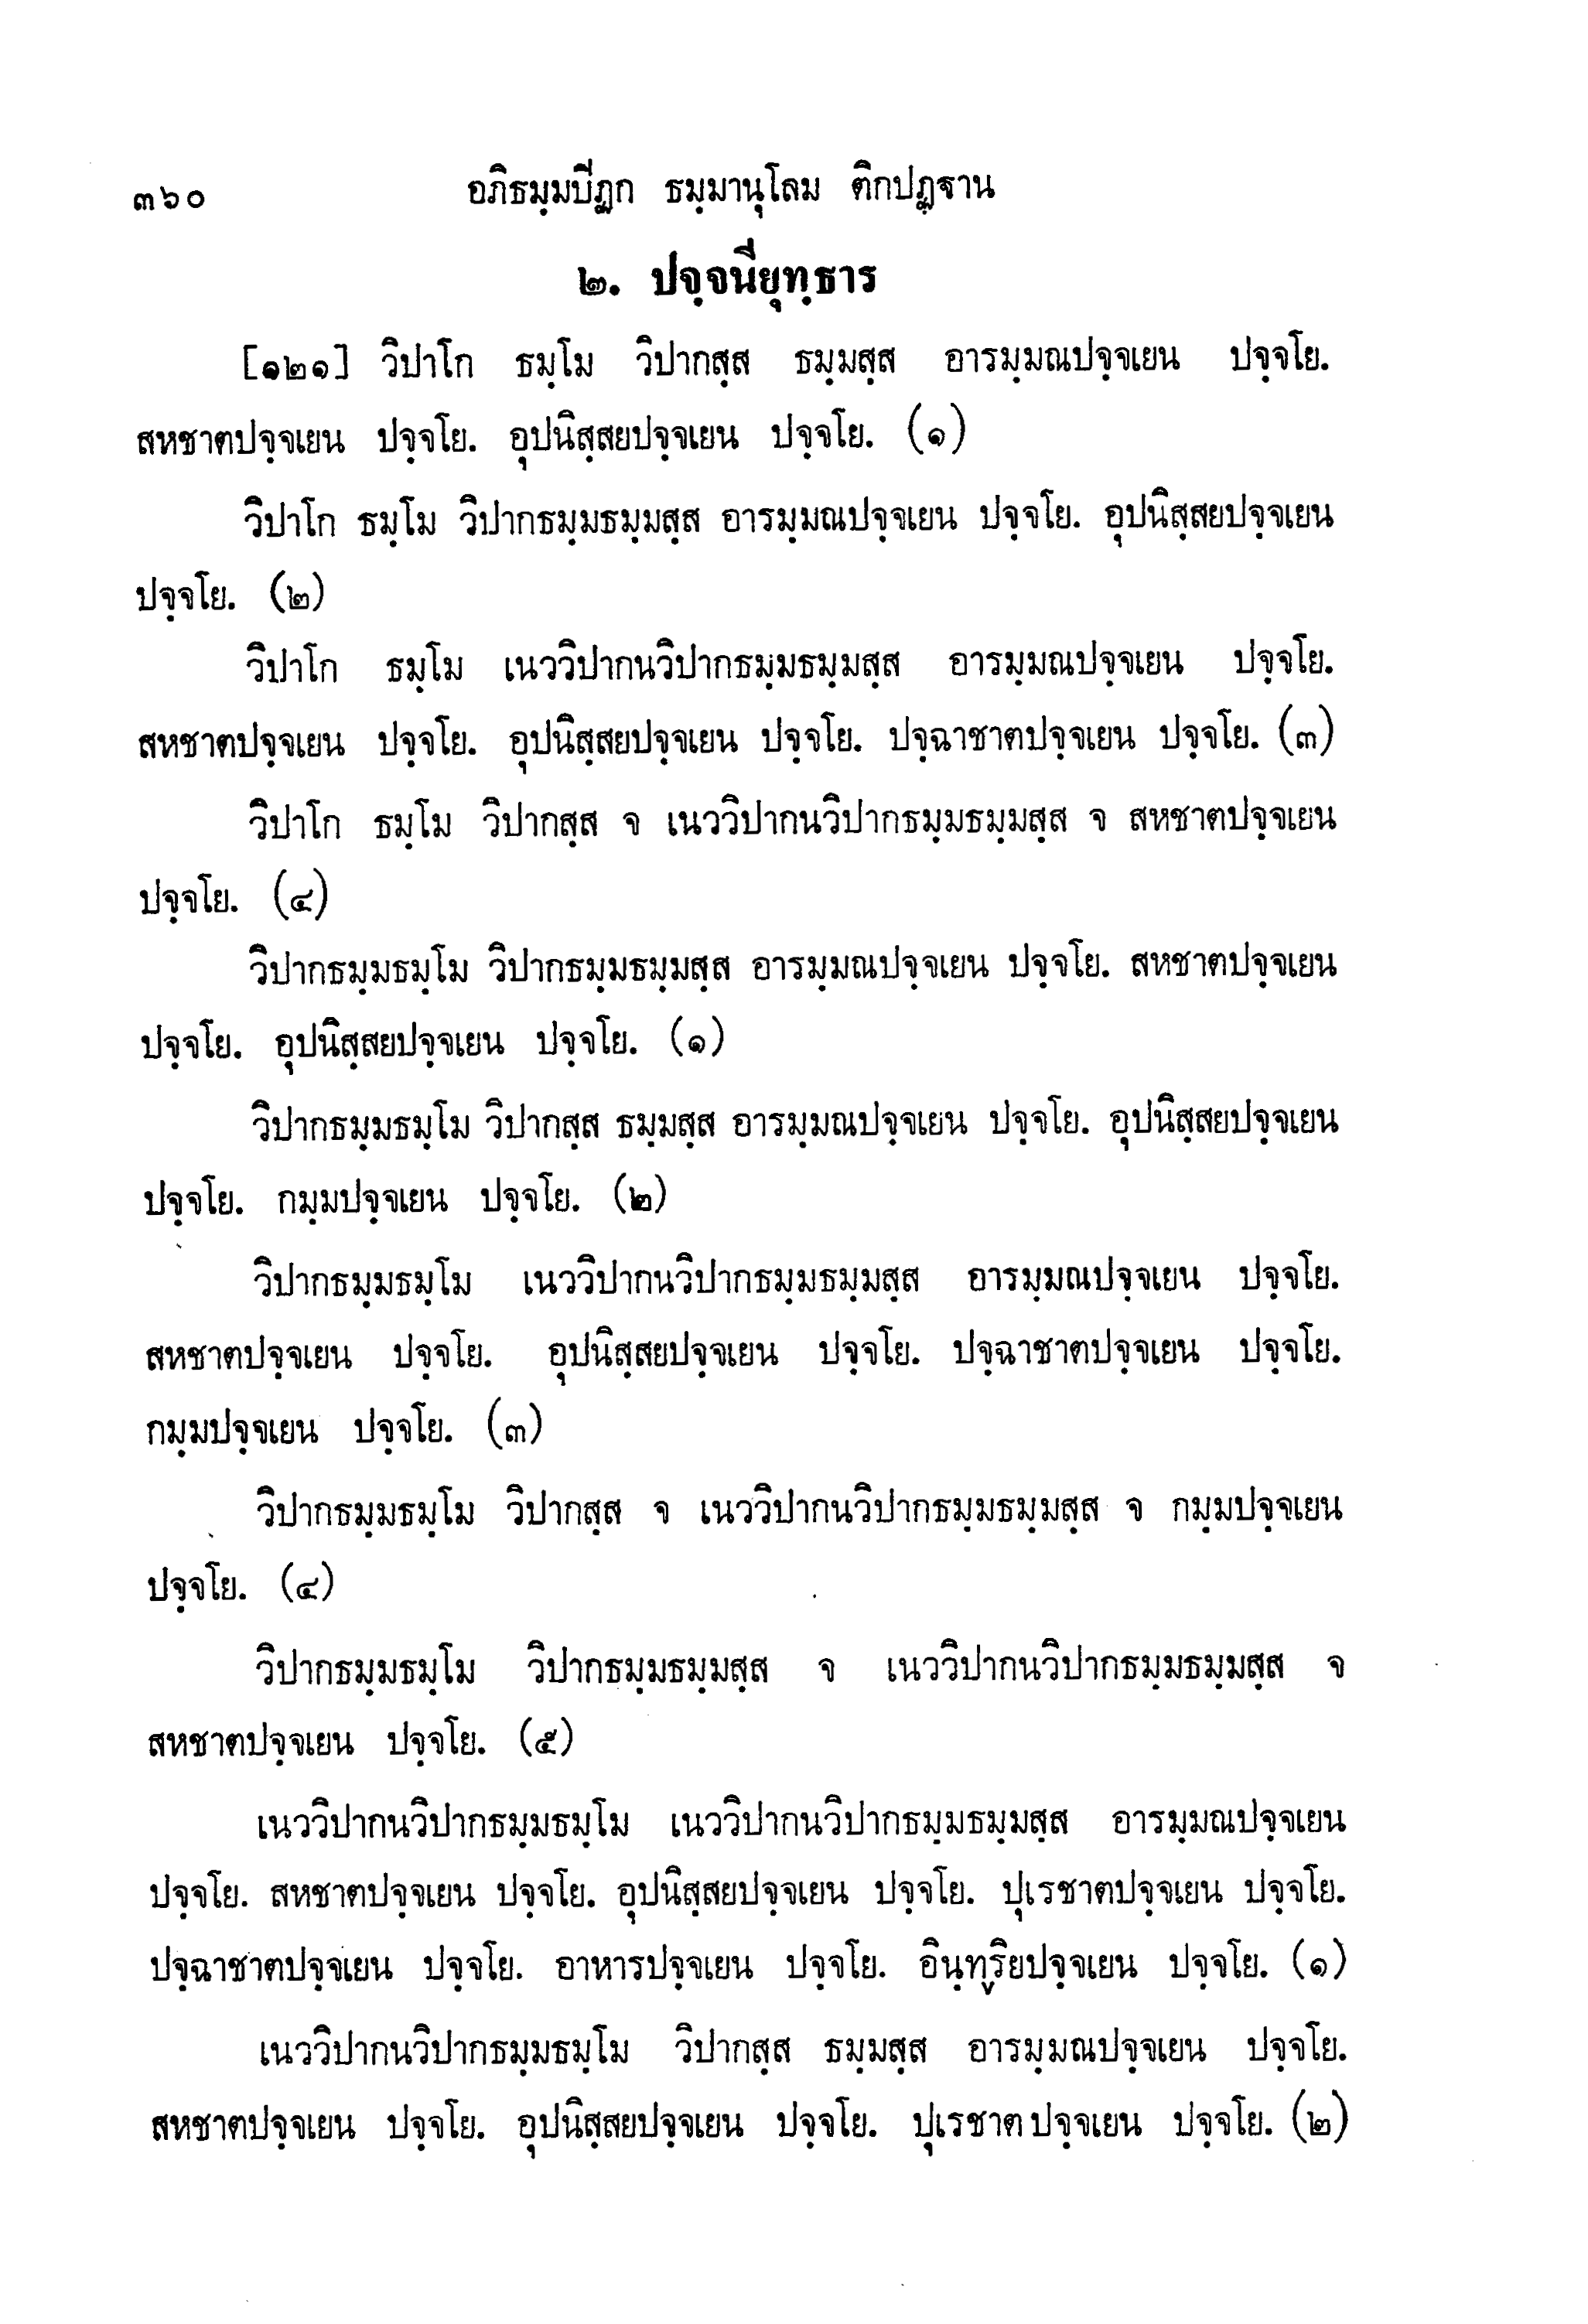 ๓๖๐ อภิธมฺมปีฏก ธมฺมานุโลม ติกปฏฺฐาน
๒. ปจฺจนียุทฺธาร
[๑๒๑] วิปาโก ธมฺโม วิปากสฺส ธมฺมสฺส อารมฺมณปจฺจเยน ปจฺจโย.
สหชาตปจฺจเยน ปจฺจโย. อุปนิสฺสยปจฺจเยน ปจฺจโย. (๑)
วิปาโก ธมฺโม วิปากธมฺมธมฺมสฺส อารมฺมณปจฺจเยน ปจฺจโย. อุปนิสฺสยปจฺจเยน
ปจฺจโย. (๒)
วิปาโก ธมฺโม เนววิปากนวิปากธมฺมธมฺมสฺส อารมฺมณปจฺจเยน ปจฺจโย.
สหชาตปจฺจเยน ปจฺจโย. อุปนิสฺสยปจฺจเยน ปจฺจโย. ปจฺฉาชาตปจฺจเยน ปจฺจโย. (๓)
วิปาโก ธมฺโม วิปากสฺส จ เนววิปากนวิปากธมฺมธมฺมสฺส จ สหชาตปจฺจเยน
ปจฺจโย. (๔)
วิปากธมฺมธมฺโม วิปากธมฺมธมฺมสฺส อารมฺมณปจฺจเยน ปจฺจโย. สหชาตปจฺจเยน
ปจฺจโย. อุปนิสฺสยปจฺจเยน ปจฺจโย. (๑)
วิปากธมฺมธมฺโม วิปากสฺส ธมฺมสฺส อารมฺมณปจฺจเยน ปจฺจโย. อุปนิสฺสยปจฺจเยน
ปจฺจโย. กมฺมปจฺจเยน ปจฺจโย. (๒)
วิปากธมฺมธมฺโม เนววิปากนวิปากธมฺมธมฺมสฺส อารมฺมณปจฺจเยน ปจฺจโย.
สหชาตปจฺจเยน ปจฺจโย. อุปนิสฺสยปจฺจเยน ปจฺจโย. ปจฺฉาชาตปจฺจเยน ปจฺจโย.
กมฺมปจฺจเยน ปจฺจโย. (๓)
วิปากธมฺมธมฺโม วิปากสฺส จ เนววิปากนวิปากธมฺมธมฺมสฺส จ กมฺมปจฺจเยน
ปจฺจโย. (๔)
วิปากธมฺมธมฺโม วิปากธมฺมธมฺมสฺส จ เนววิปากนวิปากธมฺมธมฺมสฺส จ
สหชาตปจฺจเยน ปจฺจโย. (๕)
เนววิปากนวิปากธมฺมธมฺโม เนววิปากนวิปากธมฺมธมฺมสฺส อารมฺมณปจฺจเยน
ปจฺจโย. สหชาตปจฺจเยน ปจฺจโย. อุปนิสฺสยปจฺจเยน ปจฺจโย. ปุเรชาตปจฺจเยน ปจฺจโย.
ปจฺฉาชาตปจฺจเยน ปจฺจโย. อาหารปจฺจเยน ปจฺจโย. อินฺทฺริยปจฺจเยน ปจฺจโย. (๑)
เนววิปากนวิปากธมฺมธมฺโม วิปากสฺส ธมฺมสฺส อารมฺมณปจฺจเยน ปจฺจโย.
สหชาตปจฺจเยน ปจฺจโย. อุปนิสฺสยปจฺจเยน ปจฺจโย. ปุเรชาตปจฺจเยน ปจฺจโย. (๒)